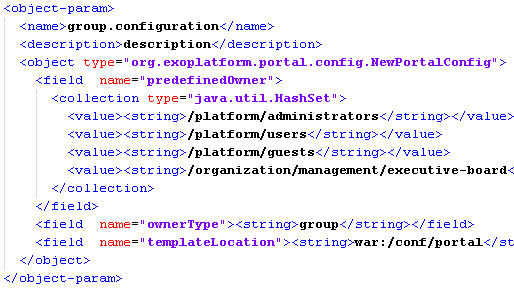 <object-param>
<name>group.configuration</name>
<description>description</description>
<object type="org.exoplatform.portal.config.NewPortalConfig">
<field  name="predefinedOwner">
<collection type="java.util.HashSet">
<value><string>/platform/administrators</string></value>
<value><string>/platform/users</string></value>
<value><string>/platform/guests</string></value>
<value><string>/organization/management/executive-board<
</collection>
</field>
<field  name="ownerType"><string>group</string></field>
<field  name="templateLocation"><string>war:/conf/portal</st
</object>
</object-param>